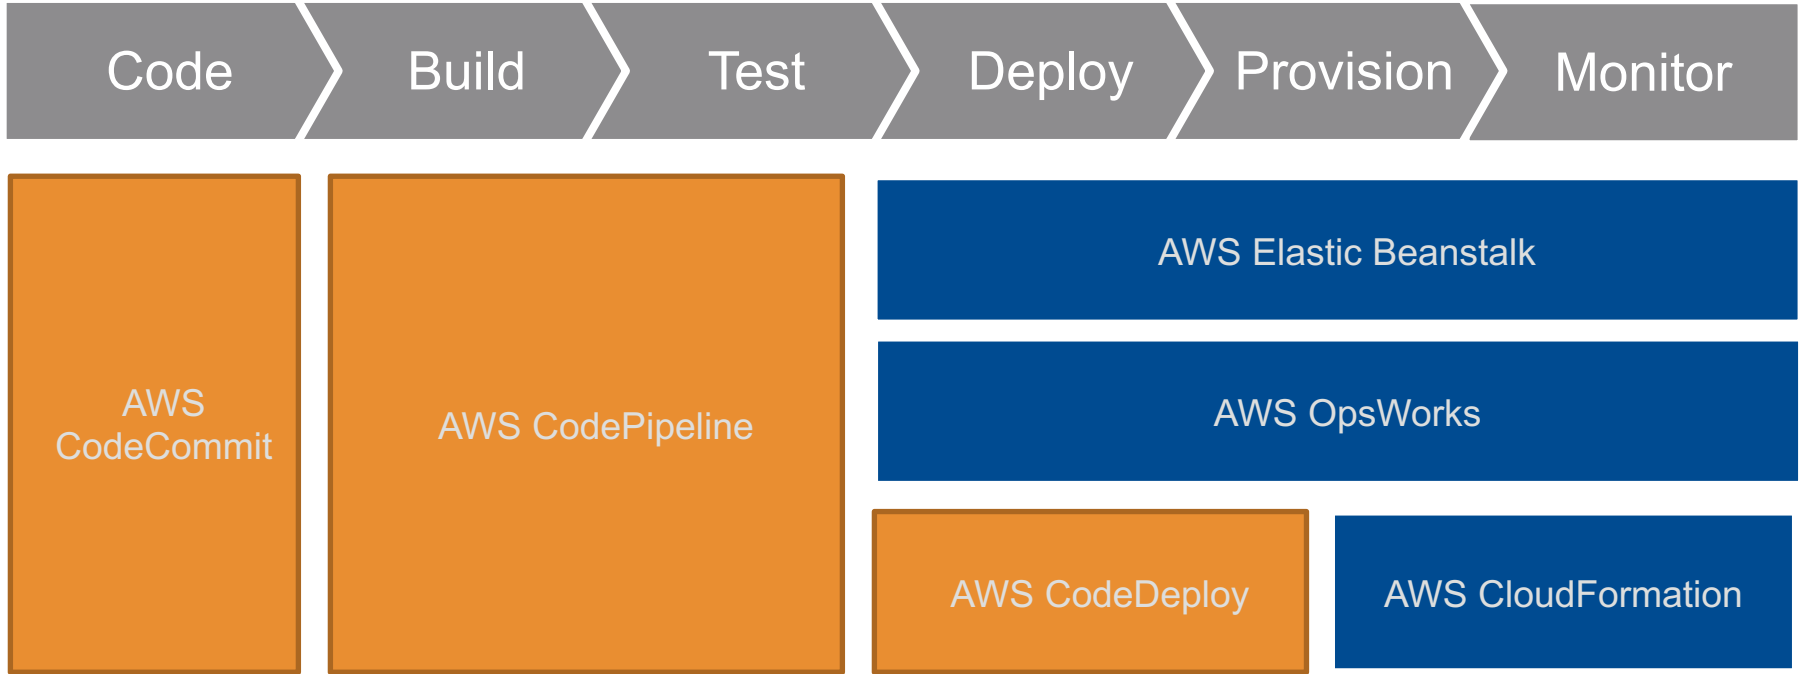 Code
Build
Test
Deploy
Provision
Monitor
AWS
CodeCommit
AWS CodePipeline
AWS Elastic Beanstalk
AWS OpsWorks
AWS CodeDeploy
AWS CloudFormation